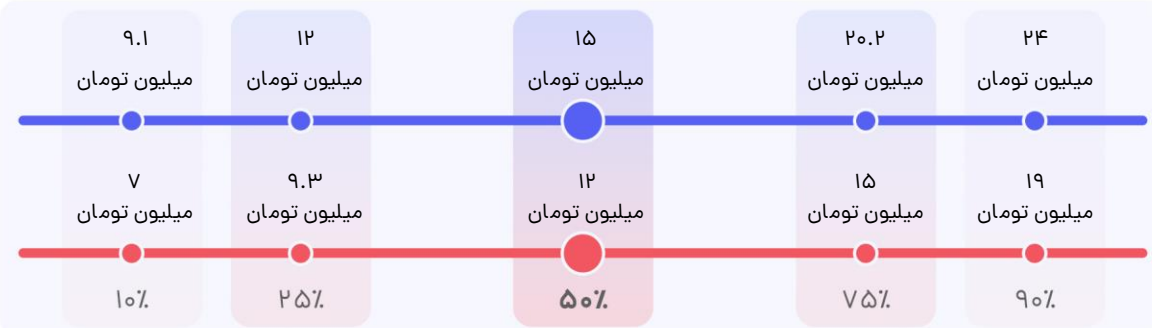 ۹.۱ ۱۲ ۱۵ ۲۰.۲ ۲۴
میلیون تومان میلیون تومان میلیون تومان میلیون تومان میلیون تومان
۷ ۹.۳ ۱۲ ۱۵ ۱۹
میلیون تومان میلیون تومان میلیون تومان میلیون تومان میلیون تومان
۱۰٪ ۲۵٪ ۵۰٪ ۷۵٪ ۹۰٪